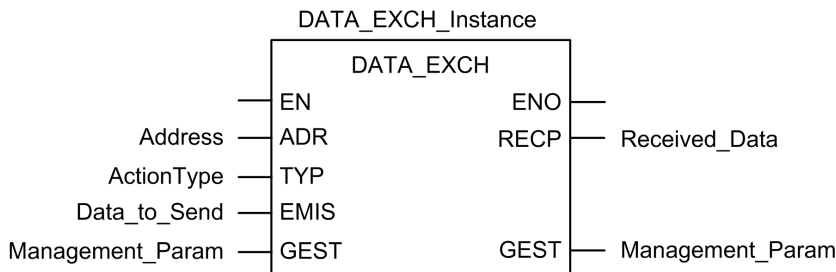 DATA_EXCH_Instance
DATA_EXCH
EN ENO
Address ADR RECP Received_Data
ActionType TYP
Data_to_Send EMIS
Management_Param GEST GEST Management_Param